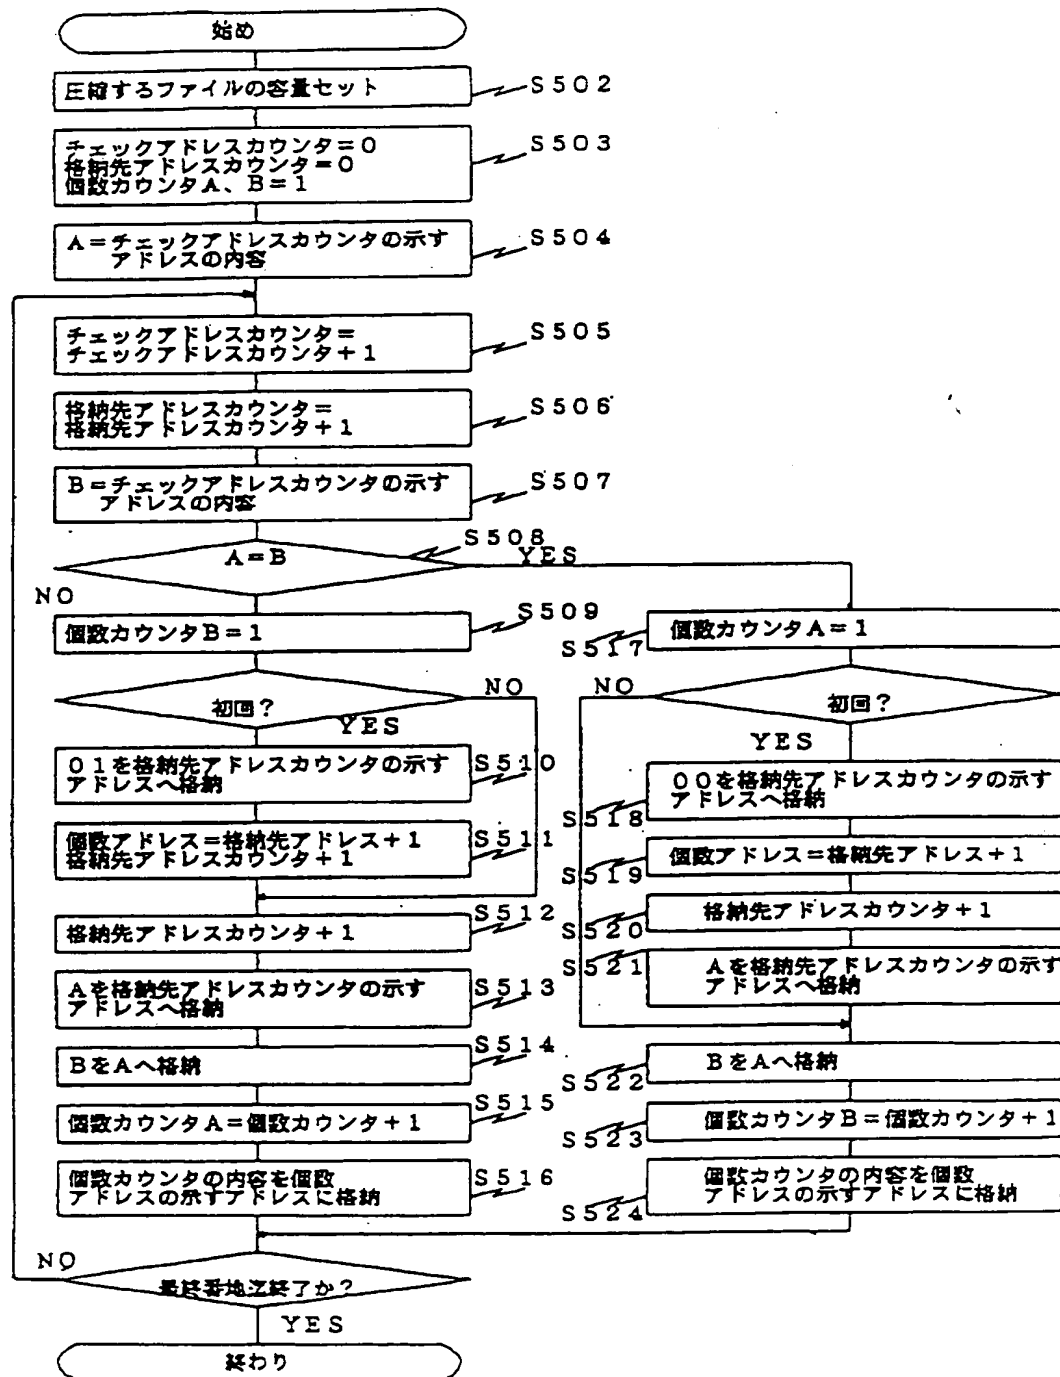 始め
圧縮するファイルの容量セット
S502
チェックアドレスカウンタ=0
格納先アドレスカウンタ=0
個数カウンタA、B=1
S503
A=チェックアドレスカウンタの示す
アドレスの内容
S504
チェックアドレスカウンタ=
チェックアドレスカウンタ+1
S505
格納先アドレスカウンタ=
格納先アドレスカウンタ+1
S506
B=チェックアドレスカウンタの示す
アドレスの内容
S507
A=B
S508
YES
NO
個数カウンタB=1
S509
初回?
NO
YES
01を格納先アドレスカウンタの示す
アドレスへ格納
S510
個数アドレス=格納先アドレス+1
格納先アドレスカウンタ+1
S511
格納先アドレスカウンタ+1
S512
Aを格納先アドレスカウンタの示す
アドレスへ格納
S513
BをAへ格納
S514
個数カウンタA=個数カウンタ+1
S515
個数カウンタの内容を個数
アドレスの示すアドレスに格納
S516
個数カウンタA=1
S517
初回?
NO
YES
00を格納先アドレスカウンタの示す
アドレスへ格納
S518
個数アドレス=格納先アドレス+1
S519
格納先アドレスカウンタ+1
S520
Aを格納先アドレスカウンタの示す
アドレスへ格納
S521
BをAへ格納
S522
個数カウンタB=個数カウンタ+1
S523
個数カウンタの内容を個数
アドレスの示すアドレスに格納
S524
NO
最終番地迄終了か?
YES
終わり